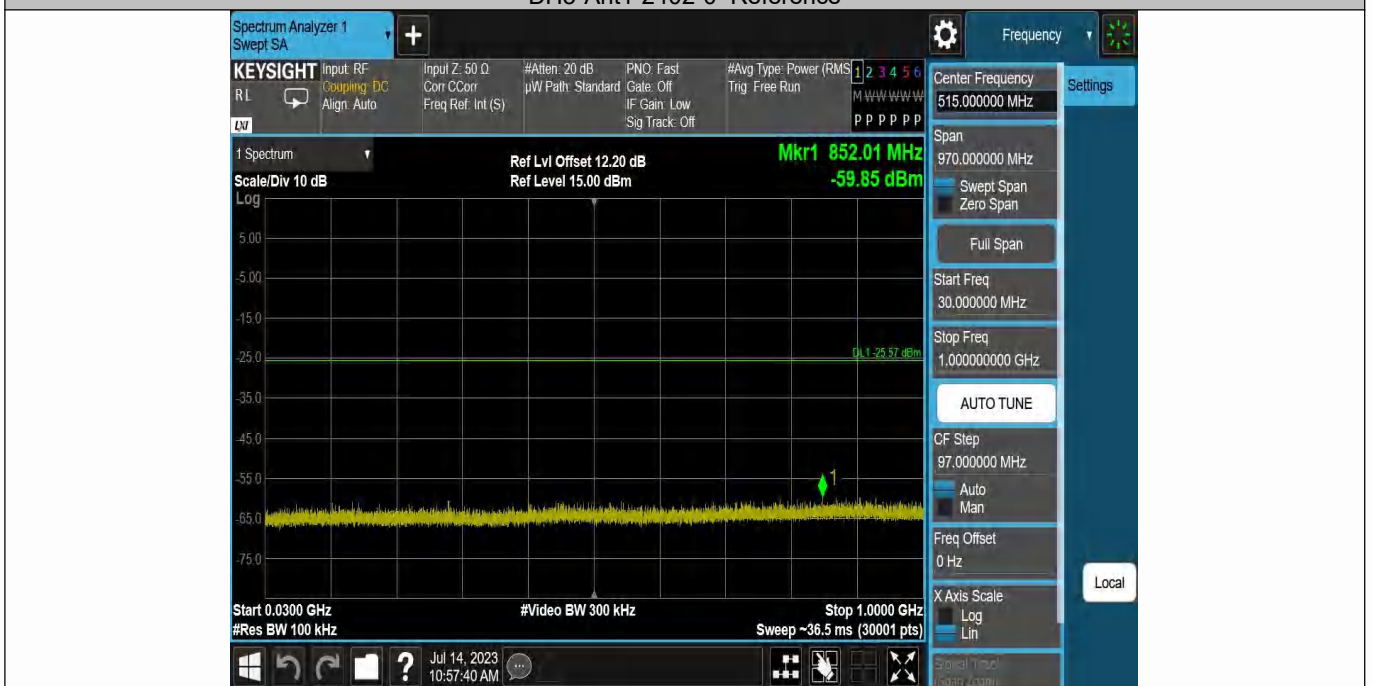 Spectrum Analyzer 1
Swept SA
+
Frequency
KEYSIGHT
RL
LXI
Input: RF
Coupling: DC
Align: Auto
Input Z: 50 Ω
Corr CCorr
Freq Ref: Int (S)
#Atten: 20 dB
µW Path: Standard
PNO: Fast
Gate: Off
IF Gain: Low
Sig Track: Off
#Avg Type: Power (RMS
Trig: Free Run
1 2 3 4 5 6
M W W W W W
P P P P P P
1 Spectrum
Scale/Div 10 dB
Ref Lvl Offset 12.20 dB
Ref Level 15.00 dBm
Mkr1 852.01 MHz
-59.85 dBm
Log
5.00
-5.00
-15.0
-25.0
DL1 -25.57 dBm
-35.0
-45.0
-55.0
1
-65.0
-75.0
Start 0.0300 GHz
#Res BW 100 kHz
#Video BW 300 kHz
Stop 1.0000 GHz
Sweep ~36.5 ms (30001 pts)
Center Frequency
515.000000 MHz
Settings
Span
970.000000 MHz
Swept Span
Zero Span
Full Span
Start Freq
30.000000 MHz
Stop Freq
1.000000000 GHz
AUTO TUNE
CF Step
97.000000 MHz
Auto
Man
Freq Offset
0 Hz
X Axis Scale
Log
Lin
Local
?
Jul 14, 2023
10:57:40 AM
Signal Track